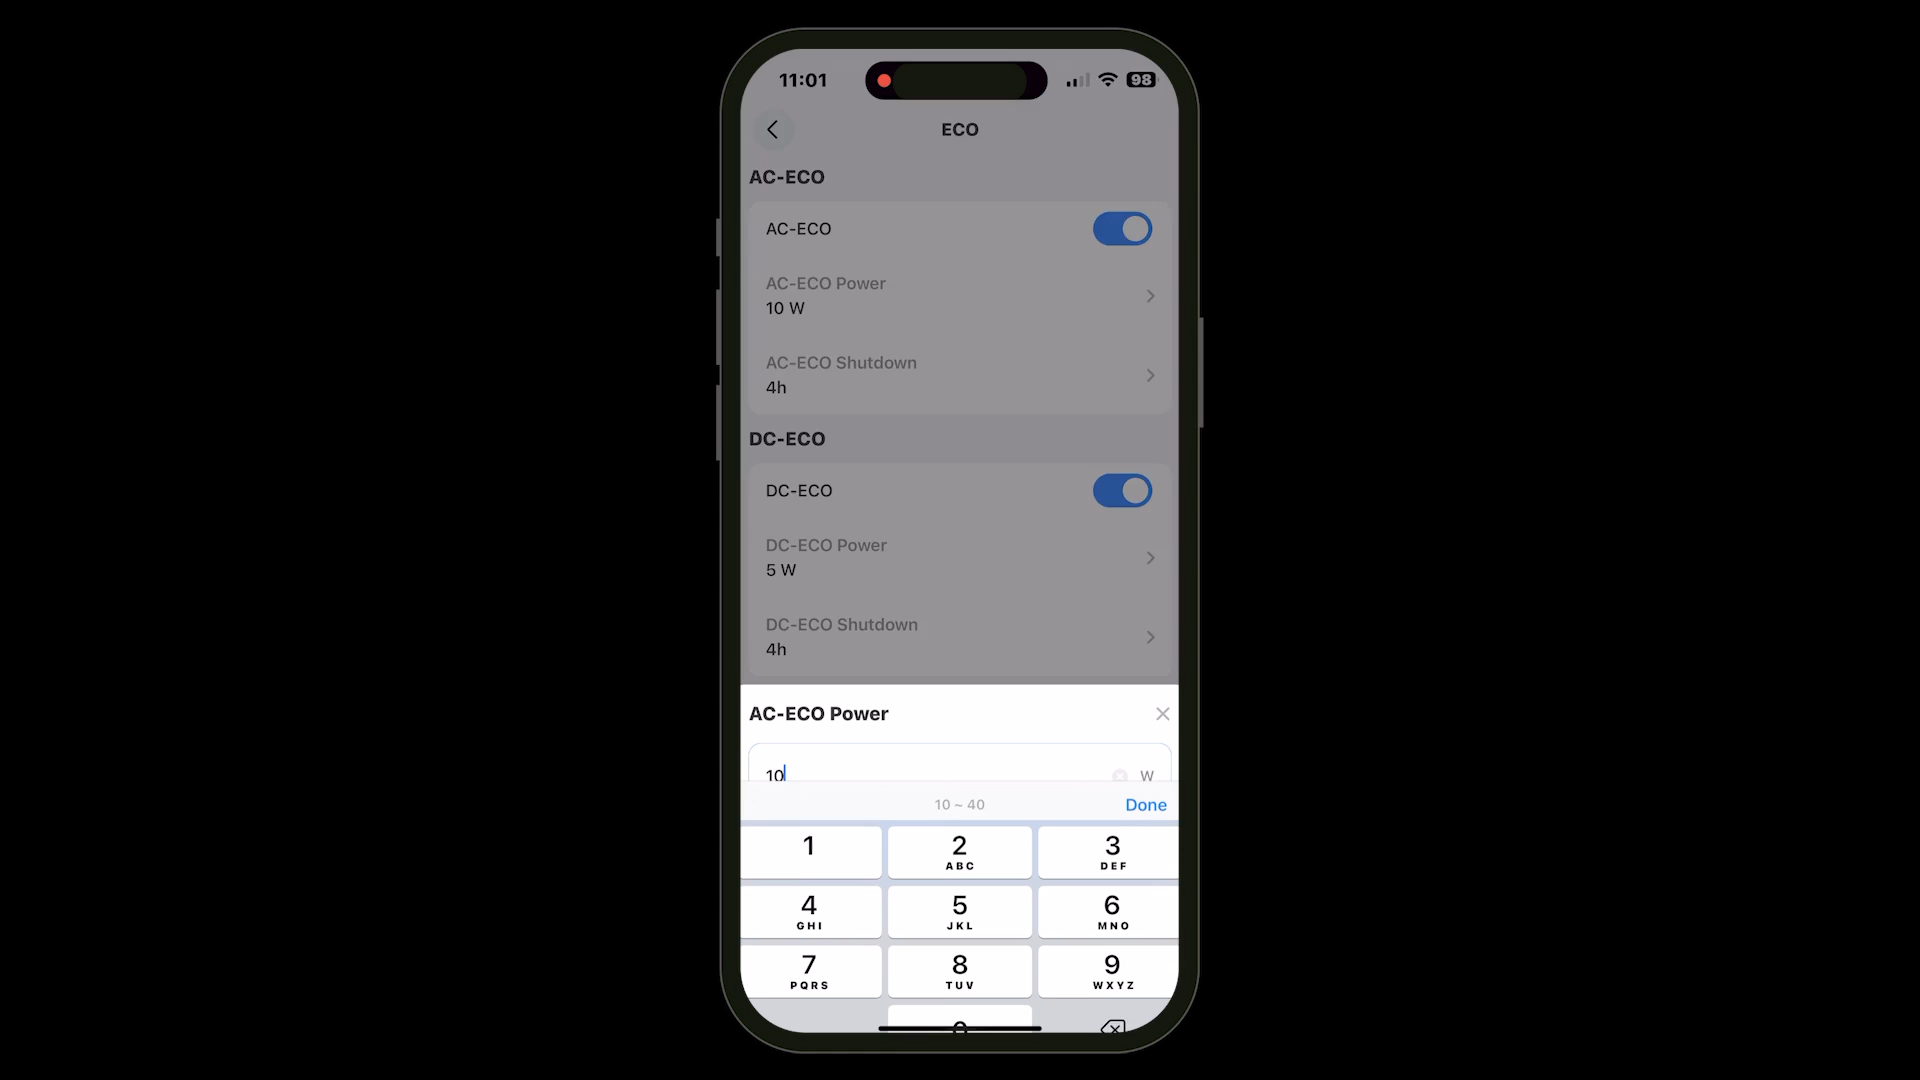 11:01
98
ECO
AC-ECO
AC-ECO
AC-ECO Power
10 W
AC-ECO Shutdown
4h
DC-ECO
DC-ECO
DC-ECO Power
5 W
DC-ECO Shutdown
4h
AC-ECO Power
10 W
10 ~ 40 Done
1 2 3
ABC DEF
4 5 6
GHI JKL MNO
7 8 9
PQRS TUV WXYZ
0